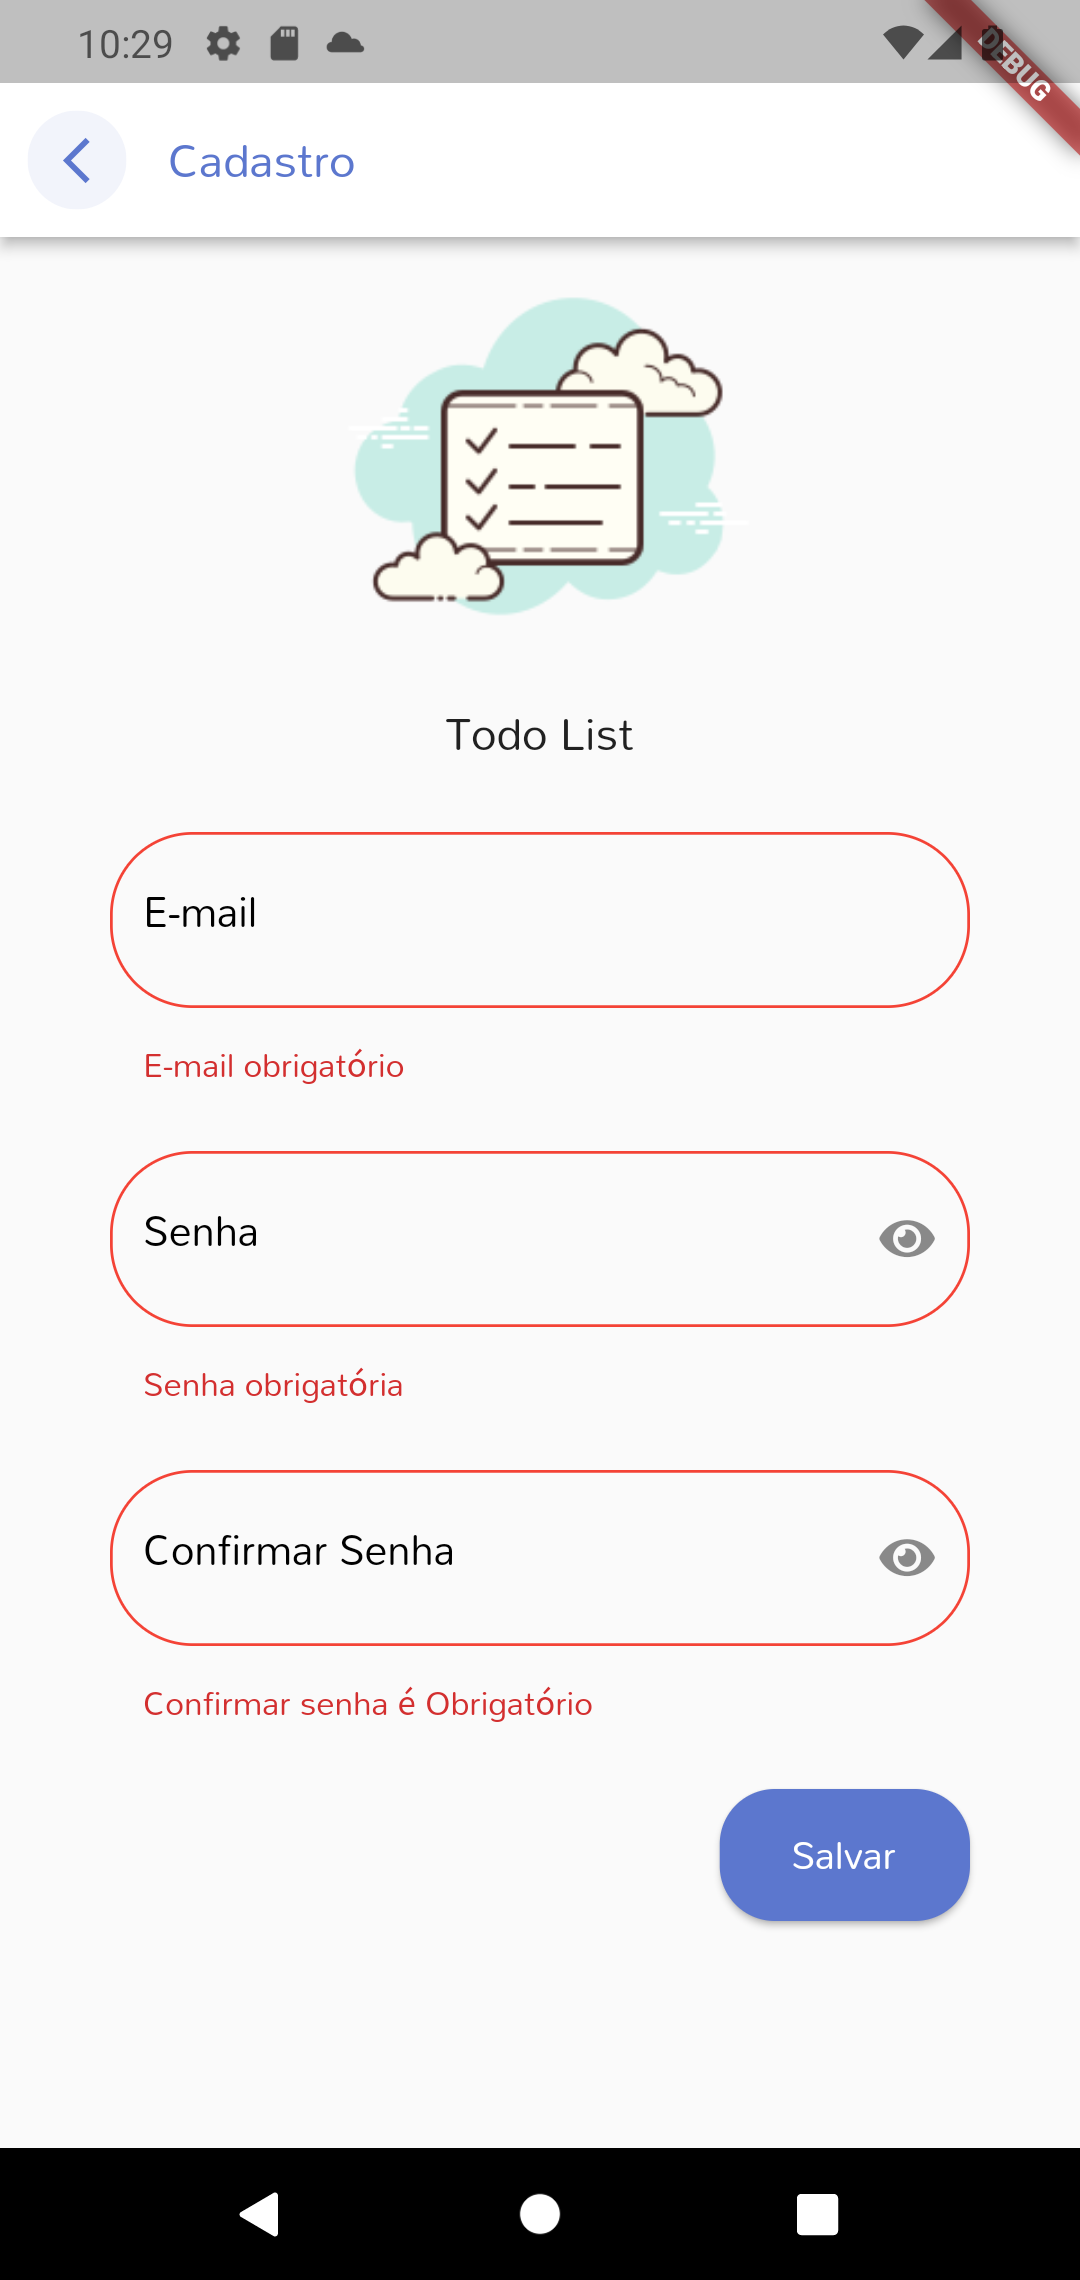 10:29
DEBUG
Cadastro
Todo List
E-mail
E-mail obrigatório
Senha
Senha obrigatória
Confirmar Senha
Confirmar senha é Obrigatório
Salvar